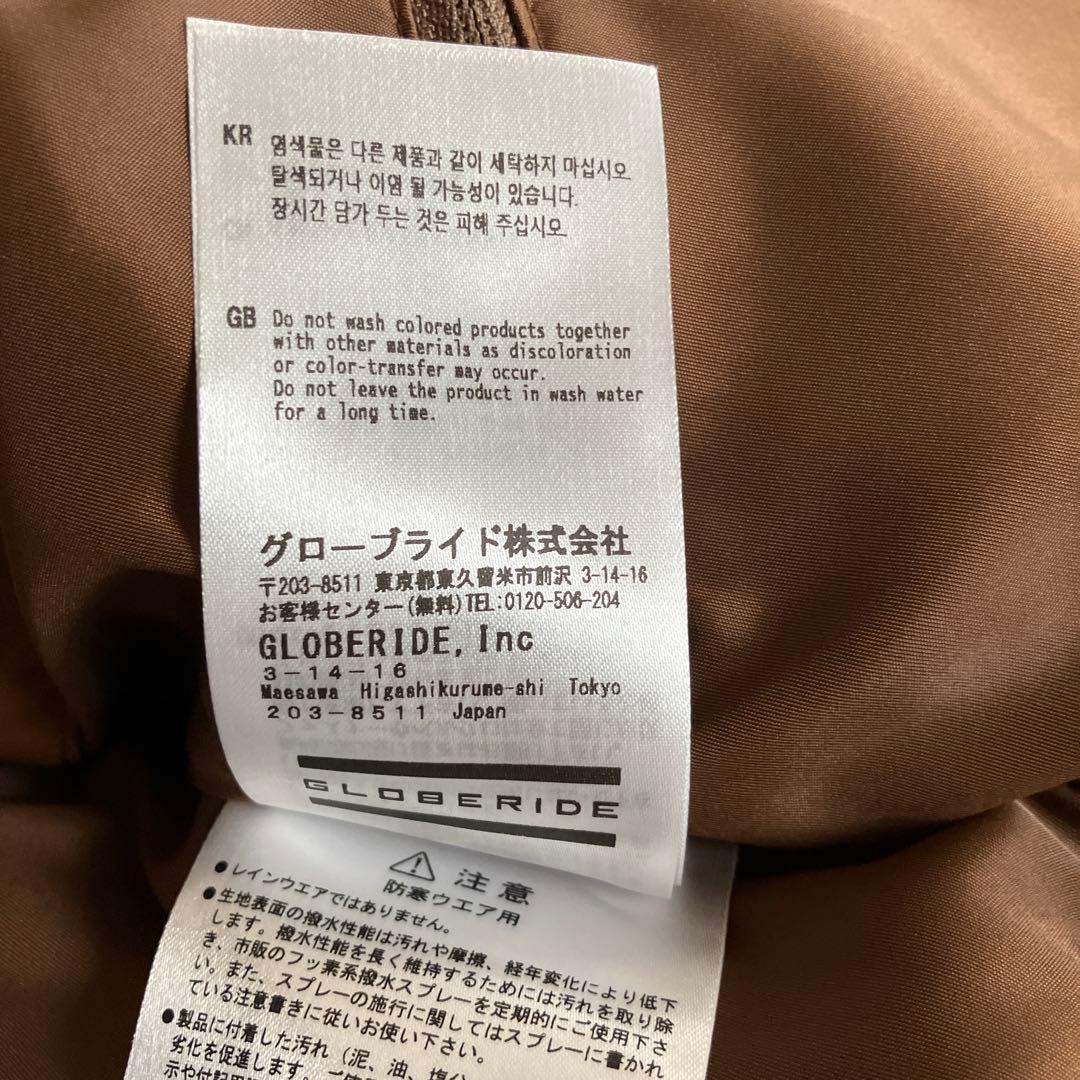 KR 염색물은 다른 제품과 같이 세탁하지 마십시오
탈색되거나 이염 될 가능성이 있습니다.
장시간 담가 두는 것은 피해 주십시오
GB Do not wash colored products together
with other materials as discoloration
or color-transfer may occur.
Do not leave the product in wash water
for a long time.
グローブライド株式会社
〒203-8511 東京都東久留米市前沢 3-14-16
お客様センター(無料)TEL:0120-506-204
GLOBERIDE, Inc
3-14-16
Maesawa Higashikurume-shi Tokyo
203-8511 Japan
GLOBERIDE
注意
防寒ウエア用
●レインウエアではありません。
●生地表面の撥水性能は汚れや摩擦、経年変化により低下
します。撥水性能を長く維持するためには汚れを取り除
き、市販のフッ素系撥水スプレーを定期的にご使用下さ
い。また、スプレーの施行に関してはスプレーに書かれ
ている注意書きに従いお使い下さい。
●製品に付着した汚れ(泥、油、塩分
劣化を促進します。
示や付記用